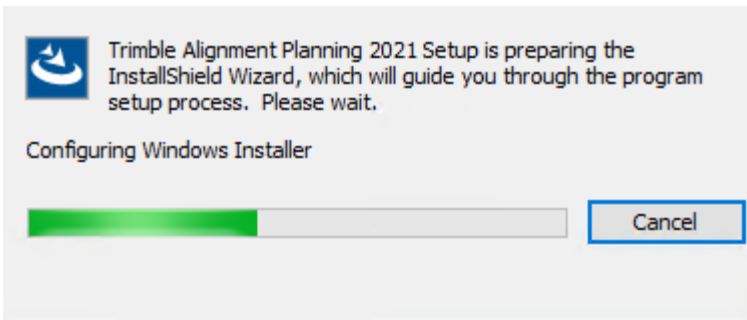 Trimble Alignment Planning 2021 Setup is preparing the
InstallShield Wizard, which will guide you through the program
setup process.  Please wait.
Configuring Windows Installer
Cancel